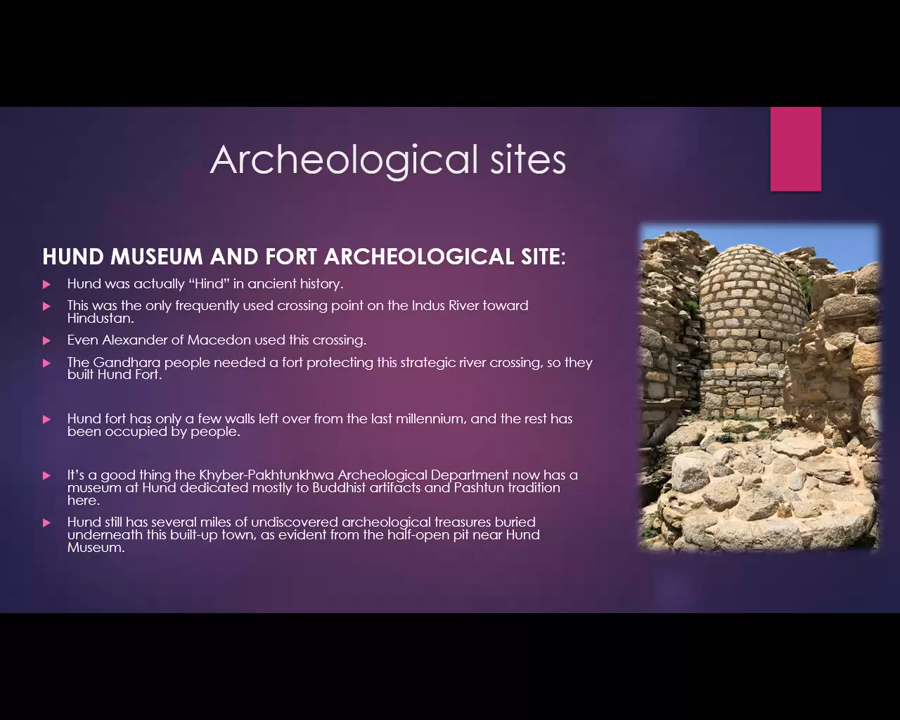 Archeological sites
HUND MUSEUM AND FORT ARCHEOLOGICAL SITE:
Hund was actually “Hind” in ancient history.
This was the only frequently used crossing point on the Indus River toward
Hindustan.
Even Alexander of Macedon used this crossing.
The Gandhara people needed a fort protecting this strategic river crossing, so they
built Hund Fort.
Hund fort has only a few walls left over from the last millennium, and the rest has
been occupied by people.
It’s a good thing the Khyber-Pakhtunkhwa Archeological Department now has a
museum at Hund dedicated mostly to Buddhist artifacts and Pashtun tradition
here.
Hund still has several miles of undiscovered archeological treasures buried
underneath this built-up town, as evident from the half-open pit near Hund
Museum.